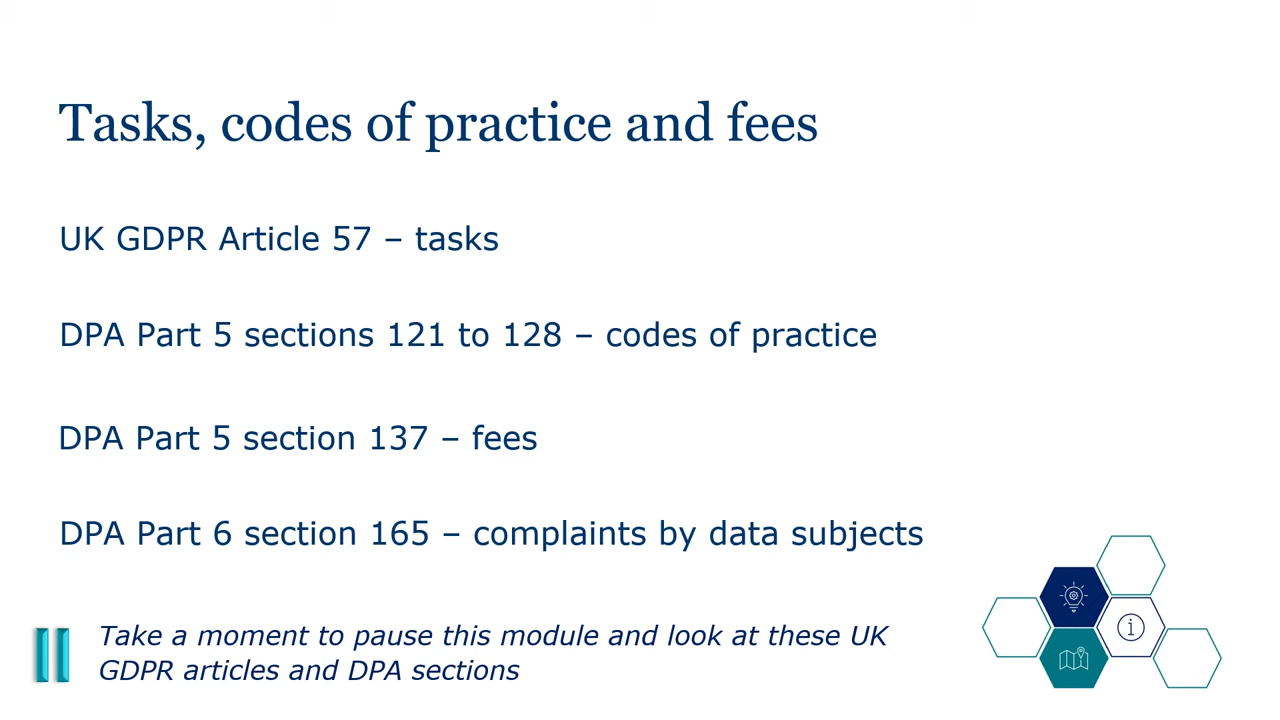 Tasks, codes of practice and fees
UK GDPR Article 57 – tasks
DPA Part 5 sections 121 to 128 – codes of practice
DPA Part 5 section 137 – fees
DPA Part 6 section 165 – complaints by data subjects
Take a moment to pause this module and look at these UK
GDPR articles and DPA sections
i